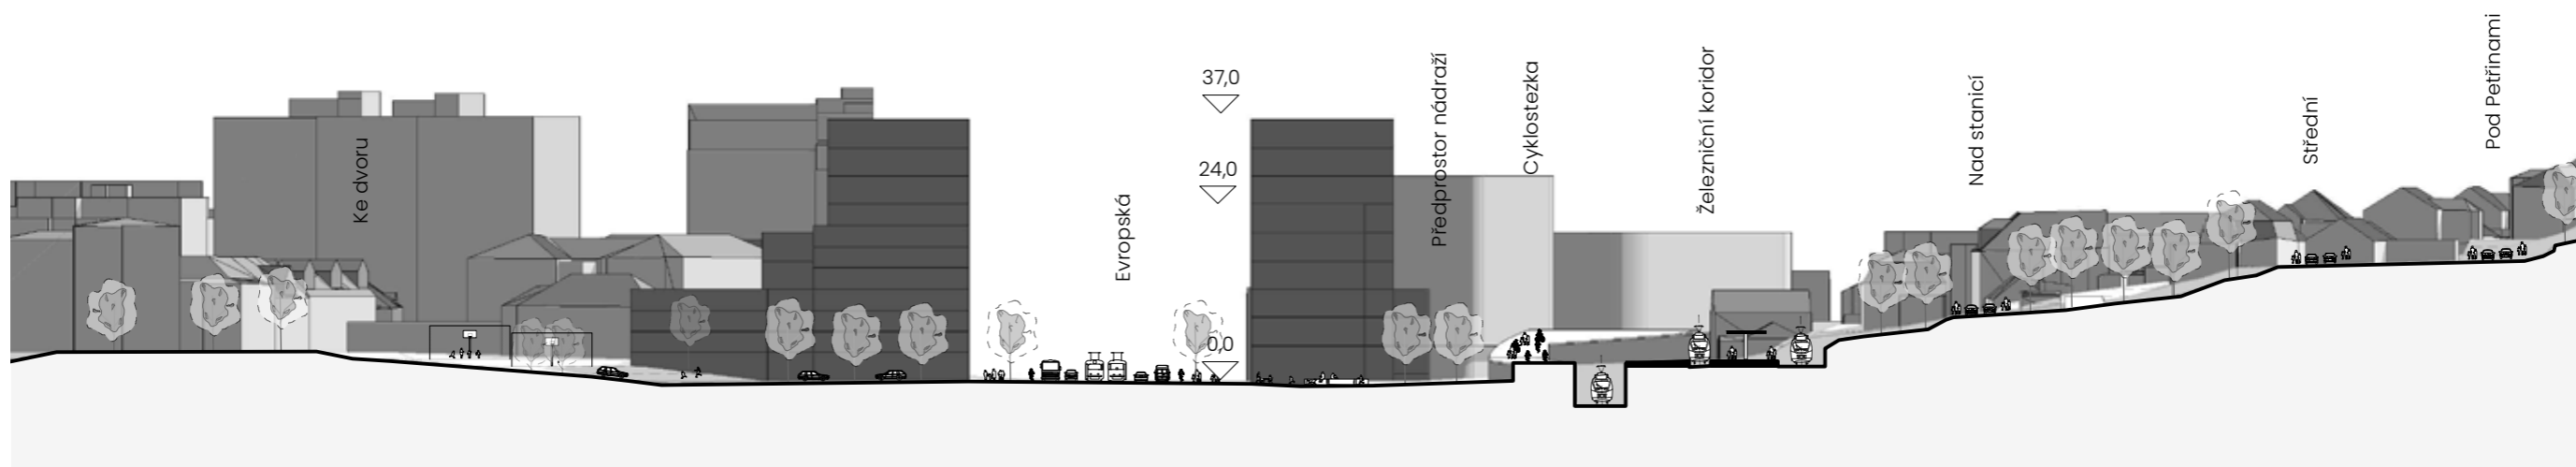 Ke dvoru
Evropská
37,0
24,0
0,0
Předprostor nádraží
Cyklostezka
Železniční koridor
Nad stanicí
Střední
Pod Petřinami